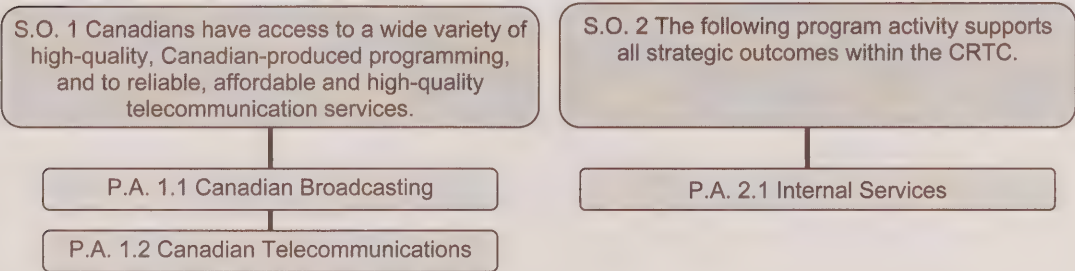 S.O. 1 Canadians have access to a wide variety of
high-quality, Canadian-produced programming,
and to reliable, affordable and high-quality
telecommunication services.
P.A. 1.1 Canadian Broadcasting
P.A. 1.2 Canadian Telecommunications
S.O. 2 The following program activity supports
all strategic outcomes within the CRTC.
P.A. 2.1 Internal Services